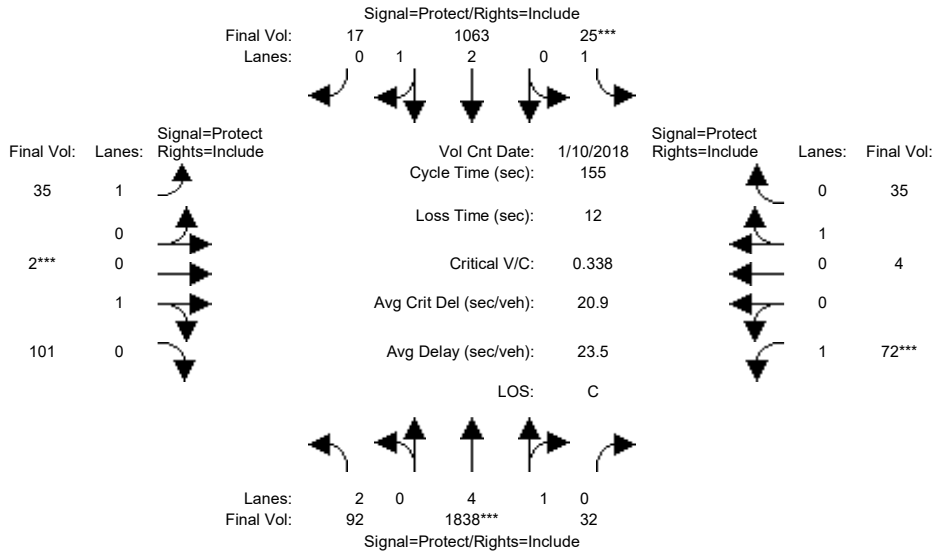 Signal=Protect/Rights=Include
Final Vol: 17 1063 25***
Lanes: 0 1 2 0 1
Signal=Protect
Final Vol: Lanes: Rights=Include
Vol Cnt Date: 1/10/2018
Signal=Protect
Rights=Include Lanes: Final Vol:
Cycle Time (sec): 155
35 1
0 35
Loss Time (sec): 12
0
1
2*** 0
Critical V/C: 0.338
0 4
1
Avg Crit Del (sec/veh): 20.9
0
101 0
Avg Delay (sec/veh): 23.5
1 72***
LOS: C
Lanes: 2 0 4 1 0
Final Vol: 92 1838*** 32
Signal=Protect/Rights=Include